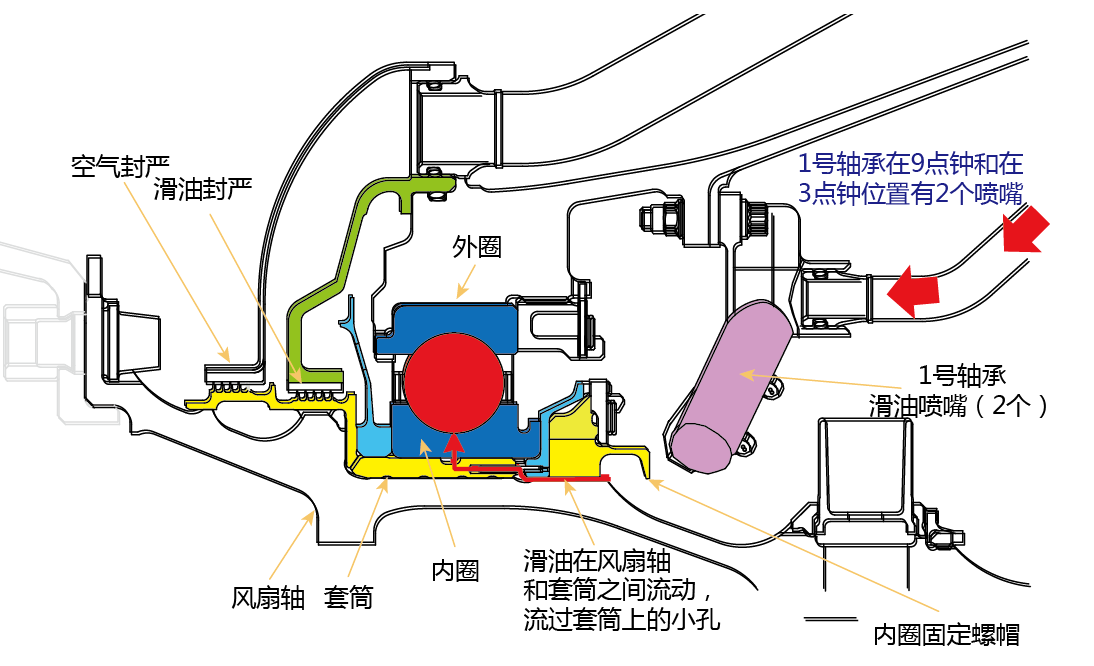 空气封严
滑油封严
1号轴承在9点钟和在
3点钟位置有2个喷嘴
外圈
1号轴承
滑油喷嘴（2个）
内圈
滑油在风扇轴
和套筒之间流动，
流过套筒上的小孔
风扇轴
套筒
内圈固定螺帽